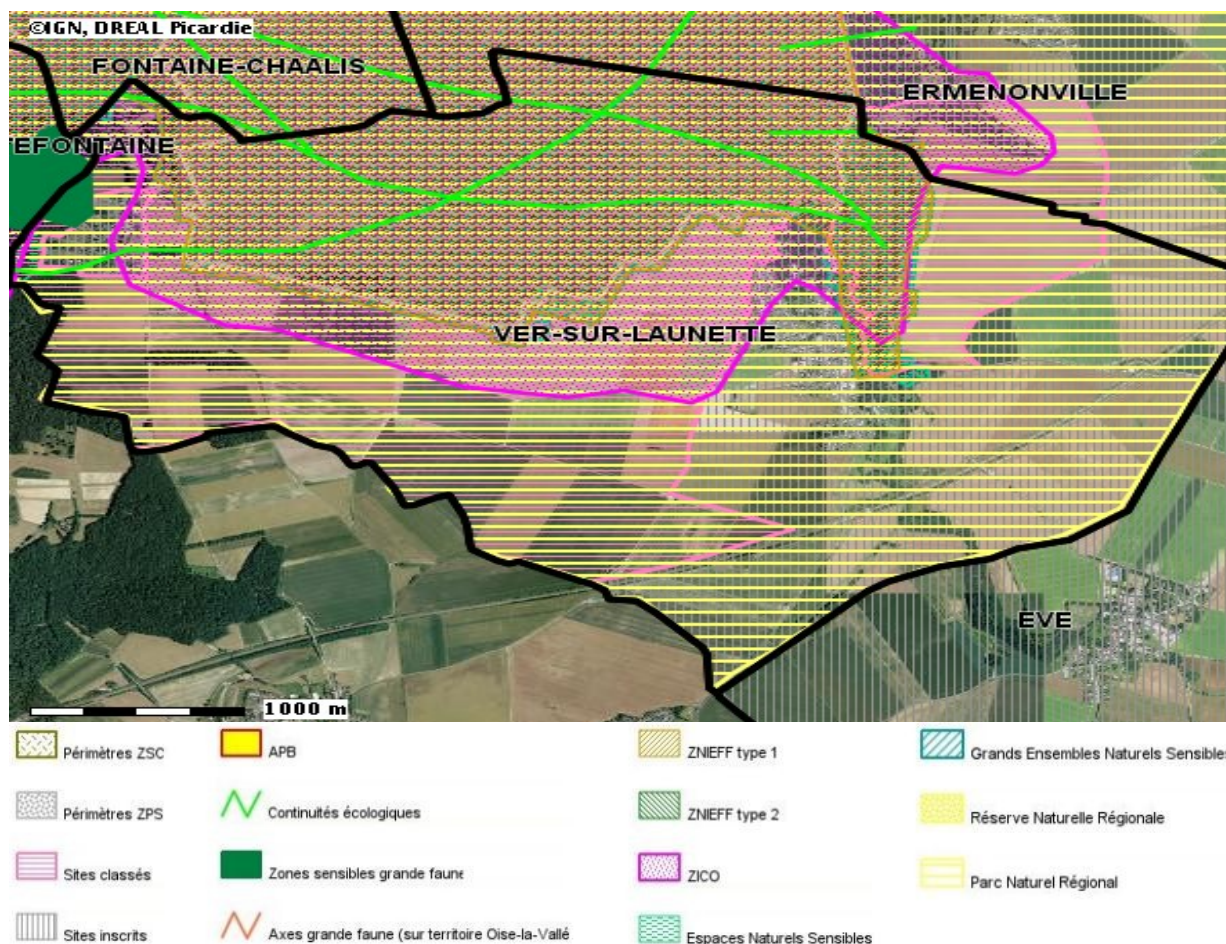 ©IGN, DREAL Picardie
FONTAINE-CHAALIS
ERMENONVILLE
TEFONTAINE
VER-SUR-LAUNETTE
EVE
1000 m
Périmètres ZSC
APB
ZNIEFF type 1
Grands Ensembles Naturels Sensibles
Périmètres ZPS
Continuités écologiques
ZNIEFF type 2
Réserve Naturelle Régionale
Sites classés
Zones sensibles grande faune
ZICO
Parc Naturel Régional
Sites inscrits
Axes grande faune (sur territoire Oise-la-Vallé
Espaces Naturels Sensibles